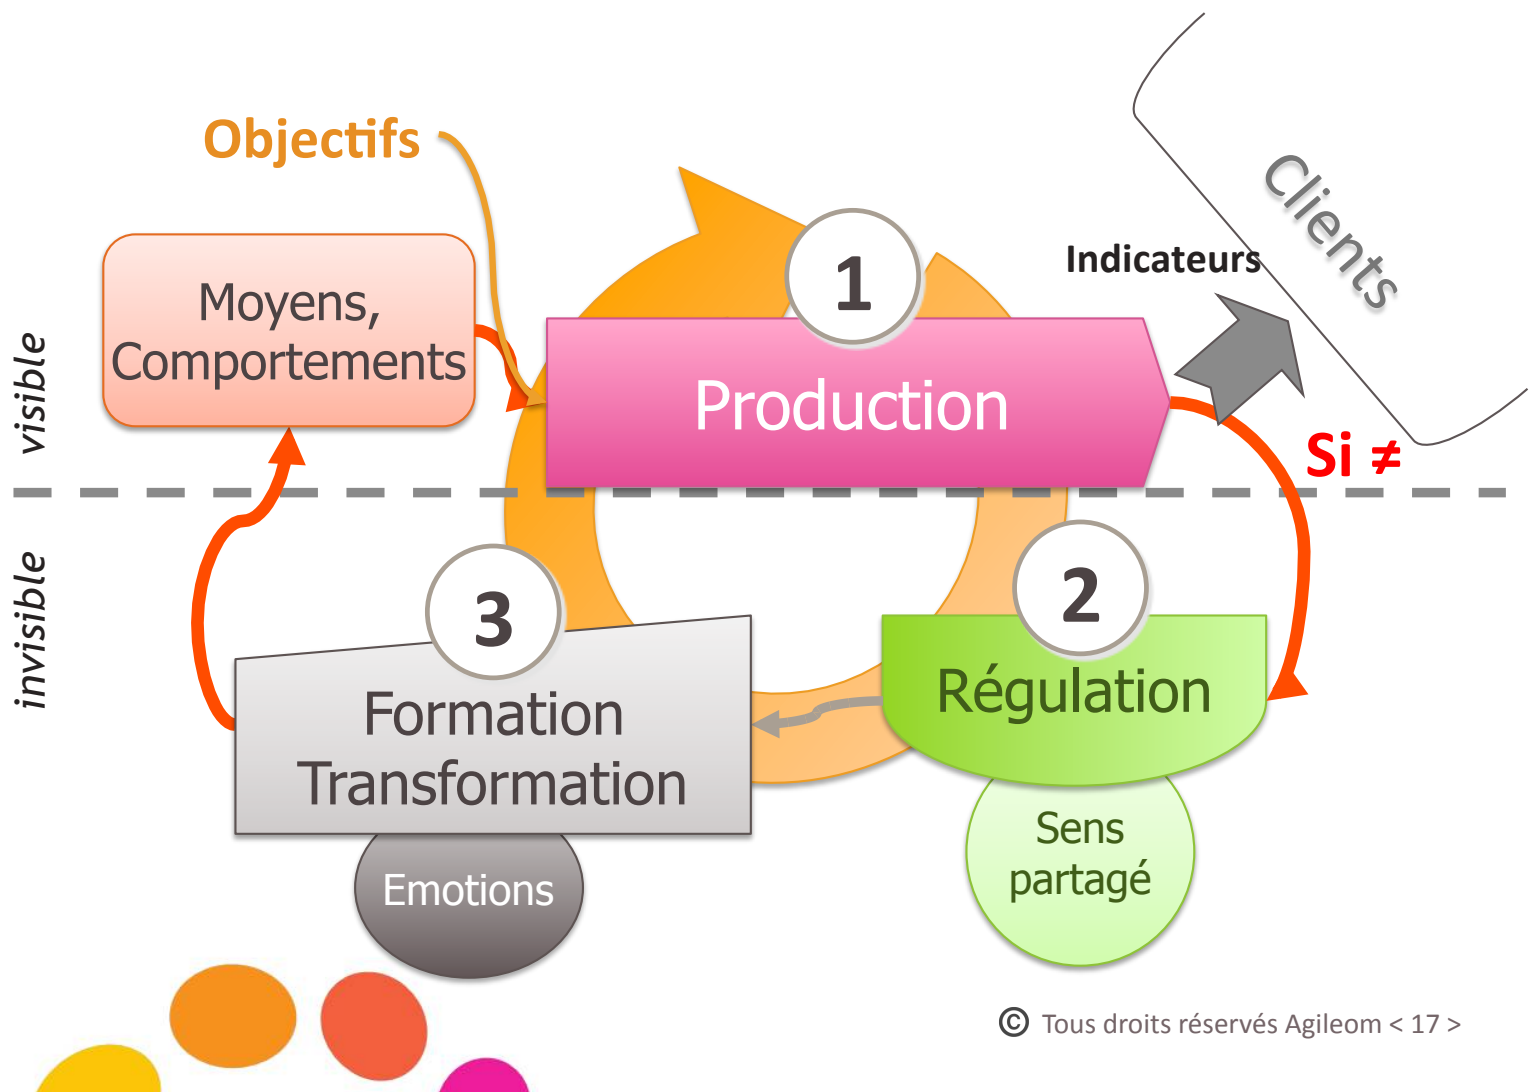 Objectifs
Clients
1
Indicateurs
Moyens,
Comportements
Production
Si ≠
visible
invisible
2
3
Régulation
Formation
Transformation
Sens
partagé
Emotions
© Tous droits réservés Agileom < 17 >